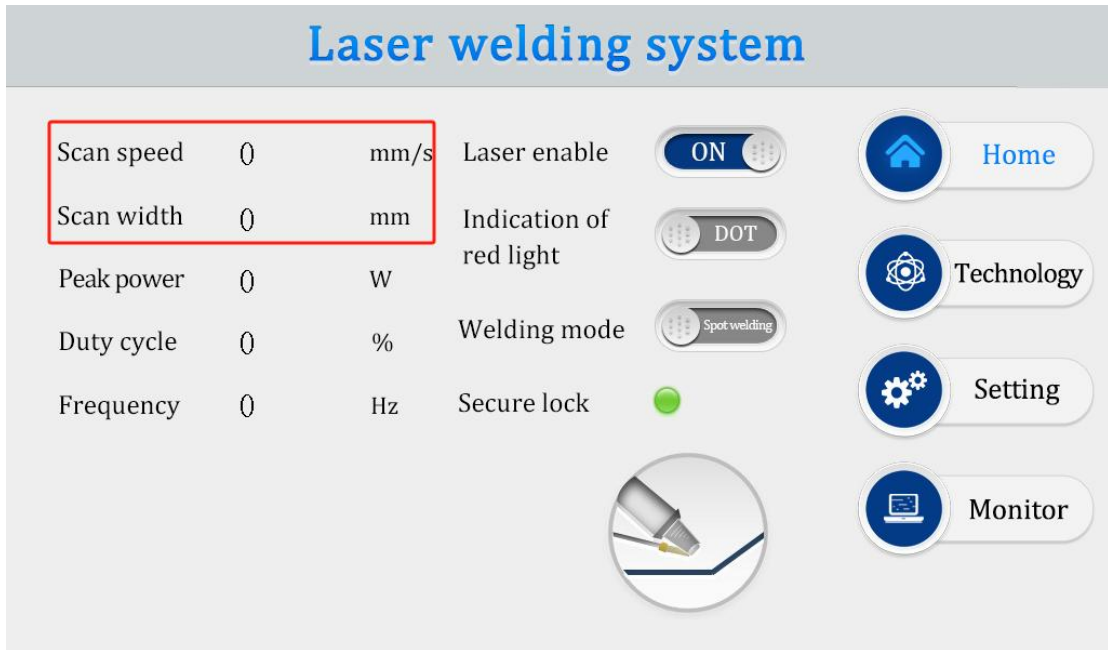 Laser welding system
Scan speed 0 mm/s
Scan width 0 mm
Peak power 0 W
Duty cycle 0 %
Frequency 0 Hz
Laser enable ON
Indication of
red light
DOT
Welding mode Spot welding
Secure lock
Home
Technology
Setting
Monitor